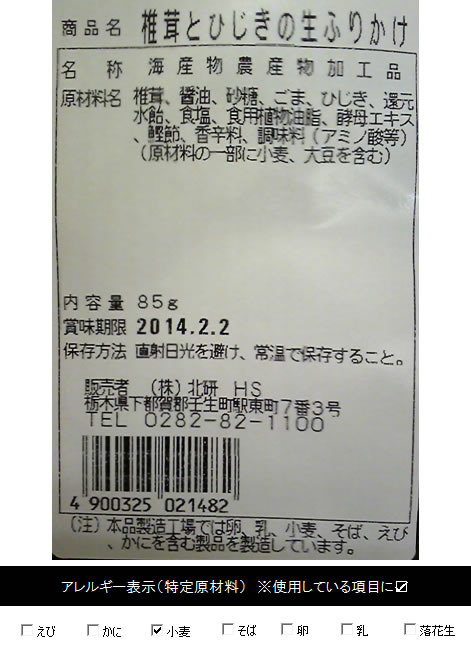 商品名 椎茸とひじきの生ふりかけ
名称 海産物農産物加工品
原材料名 椎茸、醤油、砂糖、ごま、ひじき、還元
水飴、食塩、食用植物油脂、酵母エキス
、鰹節、香辛料、調味料(アミノ酸等)
(原材料の一部に小麦、大豆を含む)
内容量 85g
賞味期限 2014.2.2
保存方法 直射日光を避け、常温で保存すること。
販売者 (株)北研 HS
栃木県下都賀郡壬生町駅東町7番3号
TEL 0282-82-1100
4 900325 021482
(注)本品製造工場では卵、乳、小麦、そば、えび
、かにを含む製品を製造しています。
アレルギー表示(特定原材料) ※使用している項目に☑
☐えび ☐かに ☑小麦 ☐そば ☐卵 ☐乳 ☐落花生